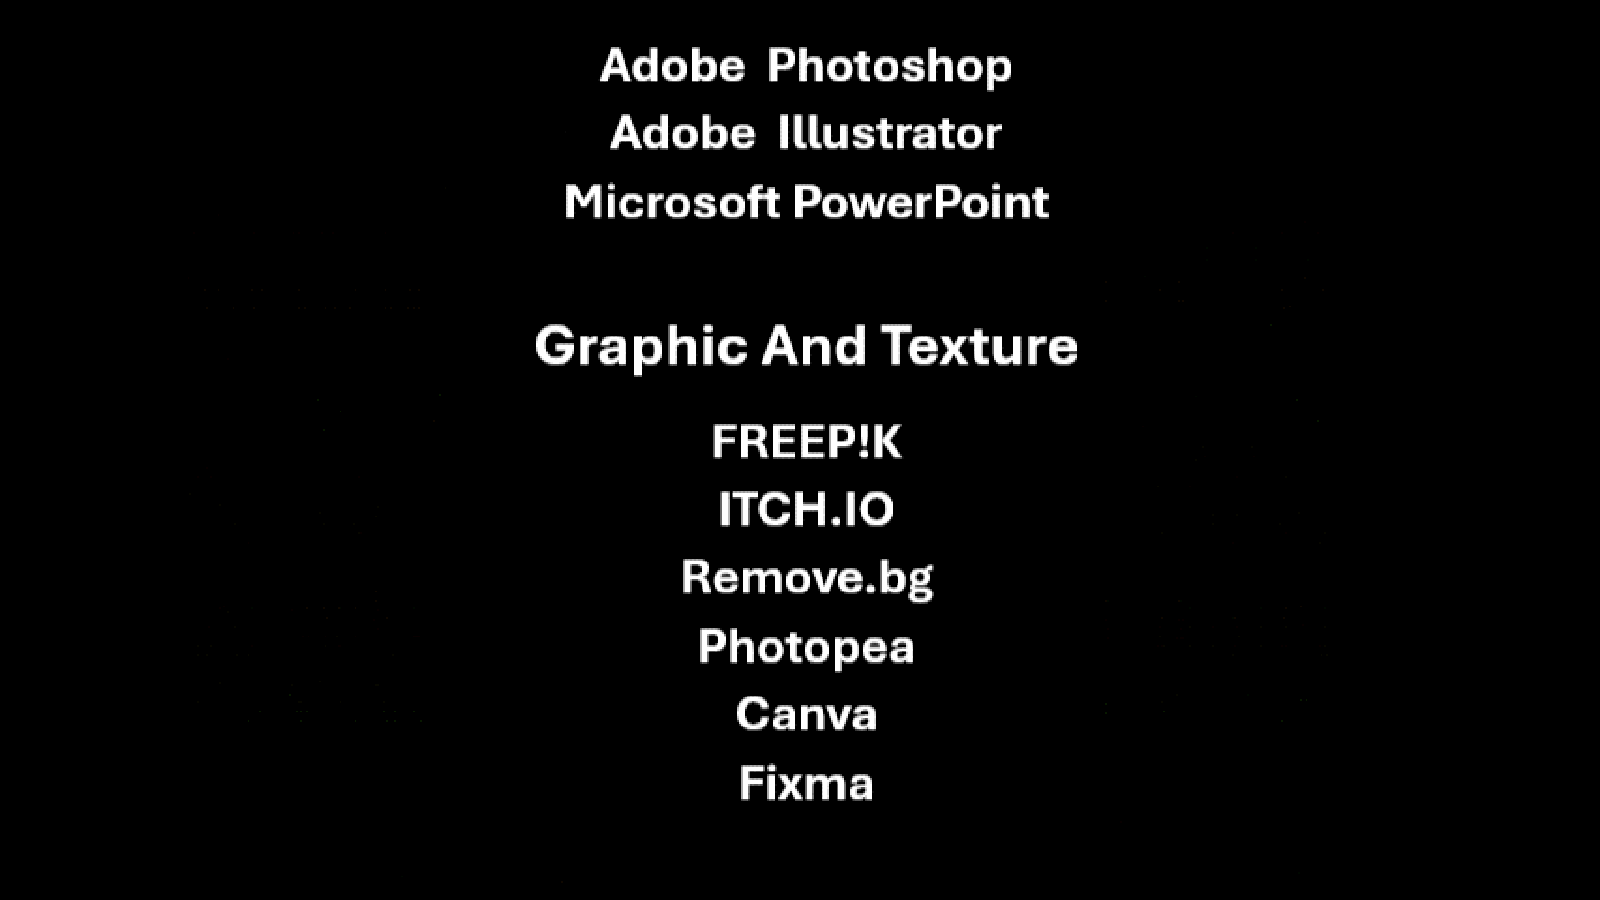 Adobe Photoshop
Adobe Illustrator
Microsoft PowerPoint
Graphic And Texture
FREEP!K
ITCH.IO
Remove.bg
Photopea
Canva
Fixma